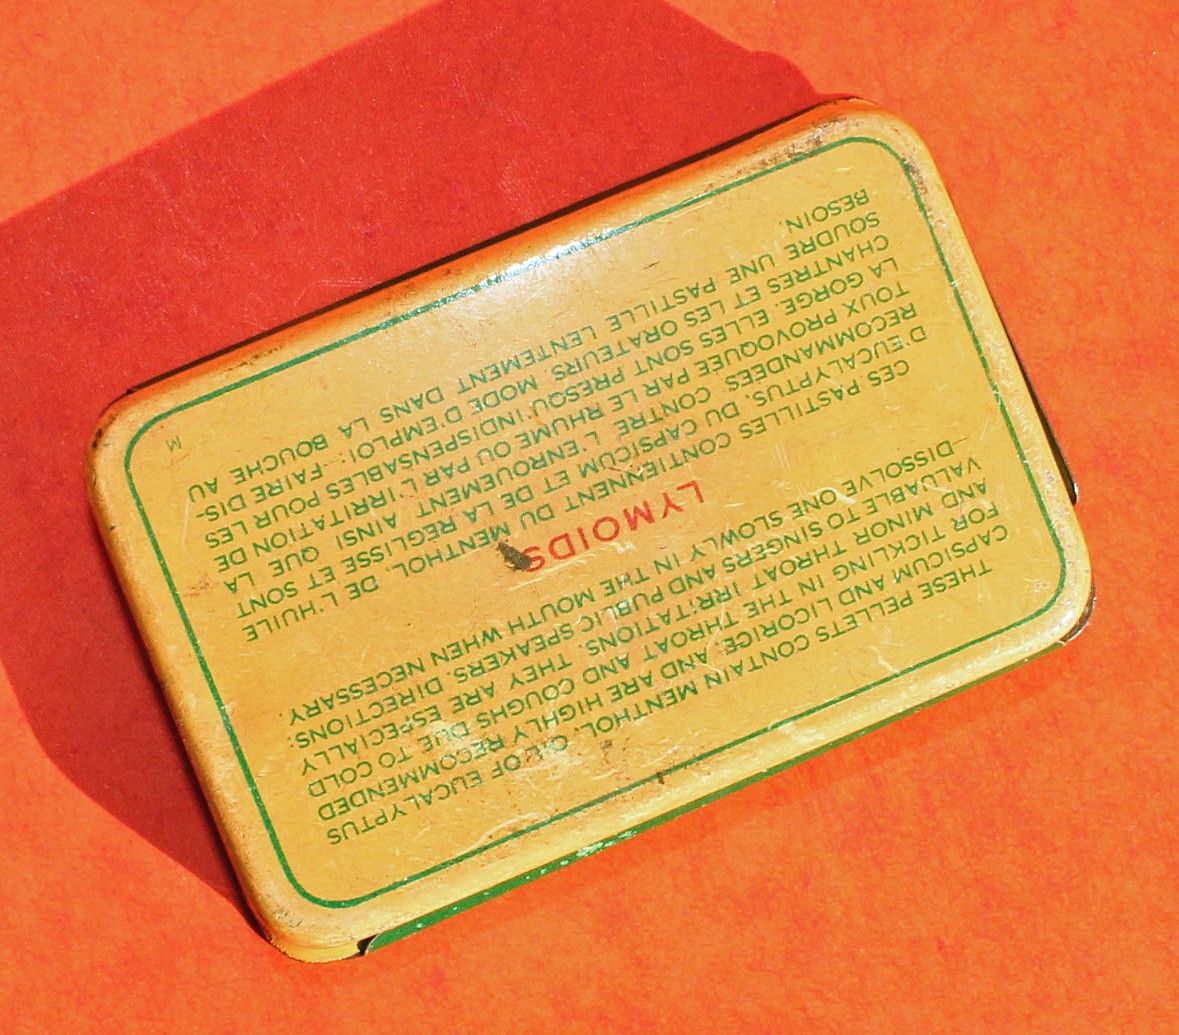 THESE PELLETS CONTAIN MENTHOL, OIL OF EUCALYPTUS
CAPSICUM AND LICORICE AND ARE HIGHLY RECOMMENDED
FOR TICKLING IN THE THROAT AND COUGHS DUE TO COLD
AND MINOR THROAT IRRITATIONS. THEY ARE ESPECIALLY
VALUABLE TO SINGERS AND PUBLIC SPEAKERS. DIRECTIONS:
—DISSOLVE ONE SLOWLY IN THE MOUTH WHEN NECESSARY.
LYMOIDS
CES PASTILLES CONTIENNENT DU MENTHOL, DE L'HUILE
D'EUCALYPTUS, DU CAPSICUM ET DE LA REGLISSE ET SONT
RECOMMANDEES CONTRE L'ENROUEMENT, AINSI QUE LA
TOUX PROVOQUEE PAR LE RHUME OU PAR L'IRRITATION DE
LA GORGE. ELLES SONT PRESQU'INDISPENSABLES POUR LES
CHANTRES ET LES ORATEURS. MODE D'EMPLOI: FAIRE DIS-
SOUDRE UNE PASTILLE LENTEMENT DANS LA BOUCHE AU
BESOIN.
M